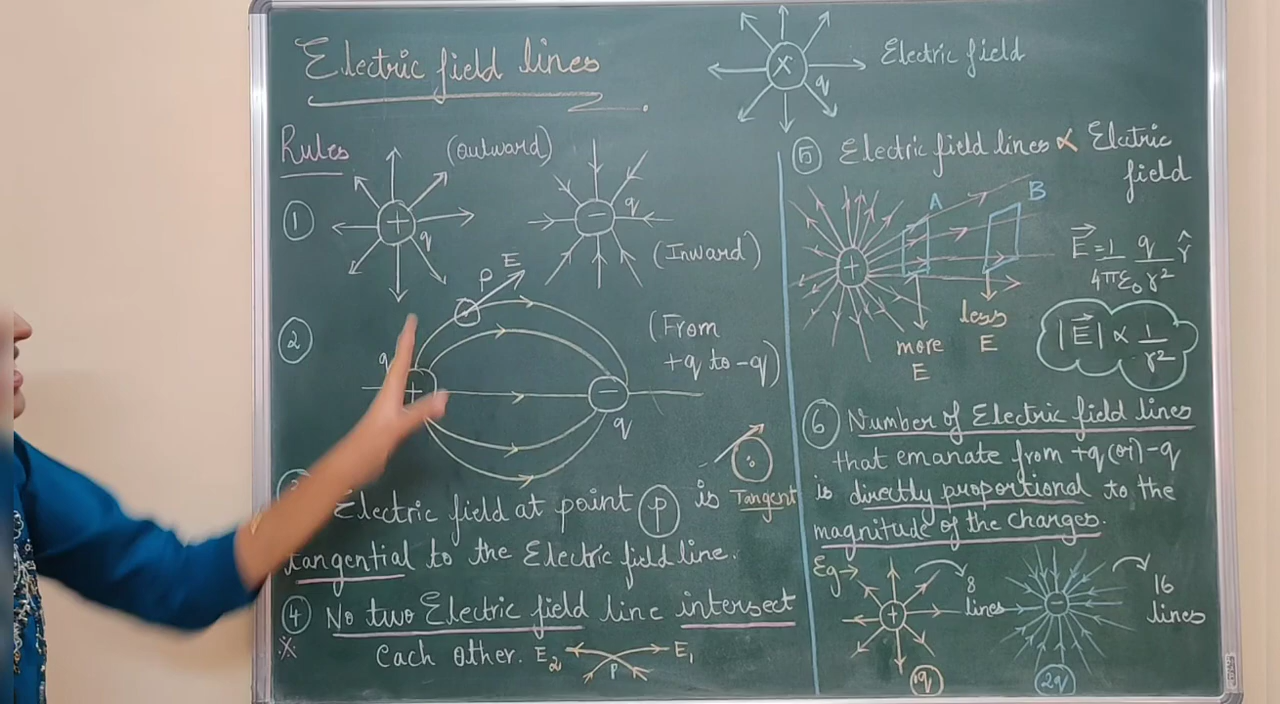 Electric field lines
q
Electric field
Rules
(outward)
1
+
q
-
q
(Inward)
2
P
E
q
+
-
q
(From
+q to -q)
Tangent
Electric field at point P is
tangential to the Electric field line.
4 No two Electric field line intersect
X
each other. E₂
P
E₁
5 Electric field lines ∝ Electric
field
+
A
B
more
E
less
E
E⃗ = 1/4πε₀ q/r² r̂
|E⃗| ∝ 1/r²
6 Number of Electric field lines
that emanate from +q (or) -q
is directly proportional to the
magnitude of the charges.
Eg→
+
8
lines
1q
-
16
lines
2q